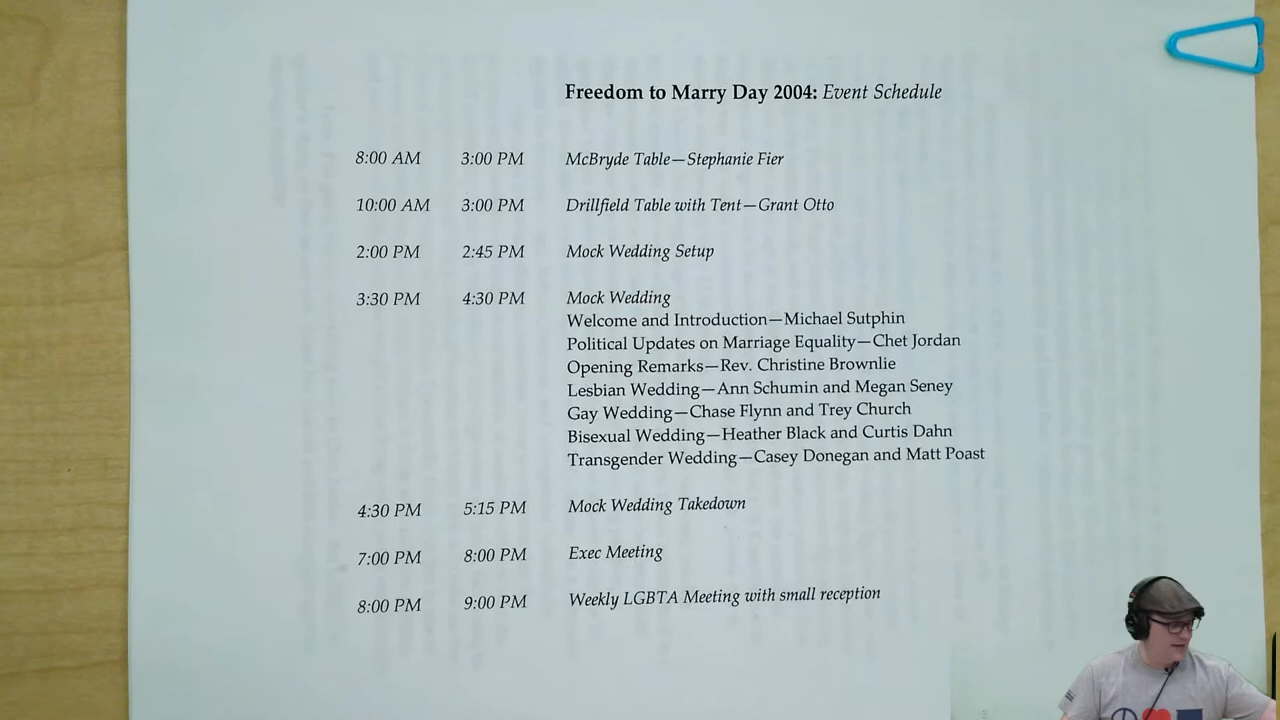 Freedom to Marry Day 2004: Event Schedule
8:00 AM 3:00 PM McBryde Table—Stephanie Fier
10:00 AM 3:00 PM Drillfield Table with Tent—Grant Otto
2:00 PM 2:45 PM Mock Wedding Setup
3:30 PM 4:30 PM Mock Wedding
Welcome and Introduction—Michael Sutphin
Political Updates on Marriage Equality—Chet Jordan
Opening Remarks—Rev. Christine Brownlie
Lesbian Wedding—Ann Schumin and Megan Seney
Gay Wedding—Chase Flynn and Trey Church
Bisexual Wedding—Heather Black and Curtis Dahn
Transgender Wedding—Casey Donegan and Matt Poast
4:30 PM 5:15 PM Mock Wedding Takedown
7:00 PM 8:00 PM Exec Meeting
8:00 PM 9:00 PM Weekly LGBTA Meeting with small reception